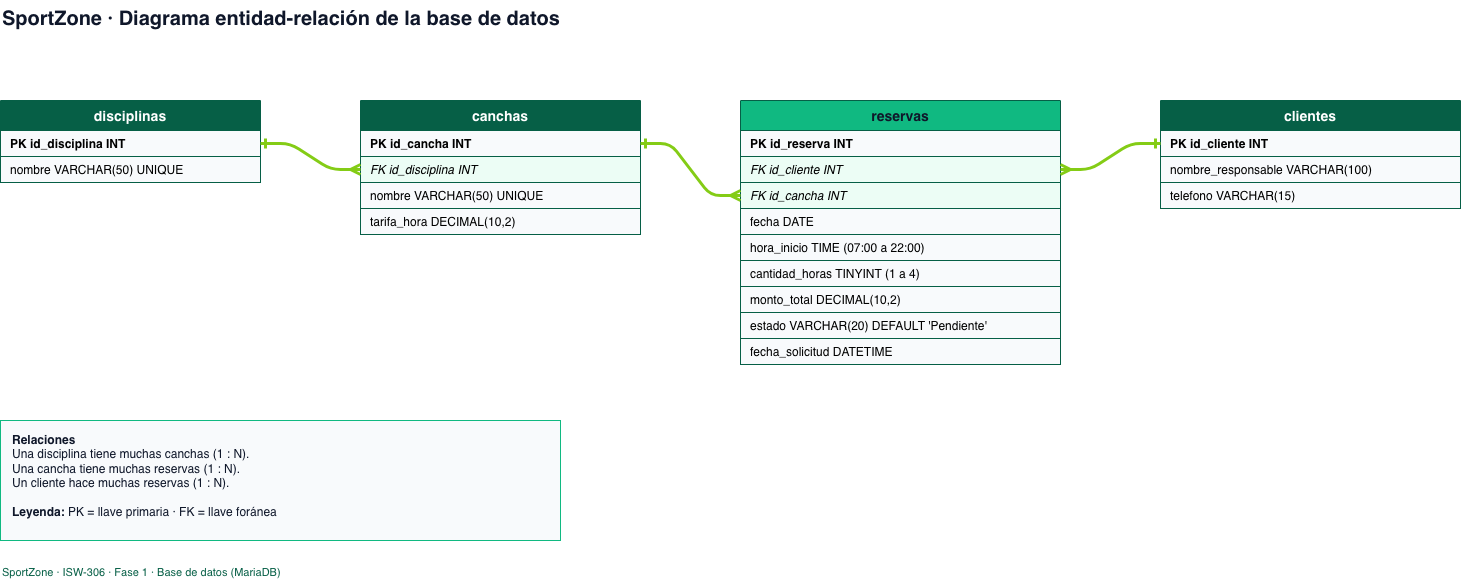 SportZone · Diagrama entidad-relación de la base de datos
disciplinas
PK id_disciplina INT
nombre VARCHAR(50) UNIQUE
canchas
PK id_cancha INT
FK id_disciplina INT
nombre VARCHAR(50) UNIQUE
tarifa_hora DECIMAL(10,2)
reservas
PK id_reserva INT
FK id_cliente INT
FK id_cancha INT
fecha DATE
hora_inicio TIME (07:00 a 22:00)
cantidad_horas TINYINT (1 a 4)
monto_total DECIMAL(10,2)
estado VARCHAR(20) DEFAULT 'Pendiente'
fecha_solicitud DATETIME
clientes
PK id_cliente INT
nombre_responsable VARCHAR(100)
telefono VARCHAR(15)
Relaciones
Una disciplina tiene muchas canchas (1 : N).
Una cancha tiene muchas reservas (1 : N).
Un cliente hace muchas reservas (1 : N).
Leyenda: PK = llave primaria · FK = llave foránea
SportZone · ISW-306 · Fase 1 · Base de datos (MariaDB)